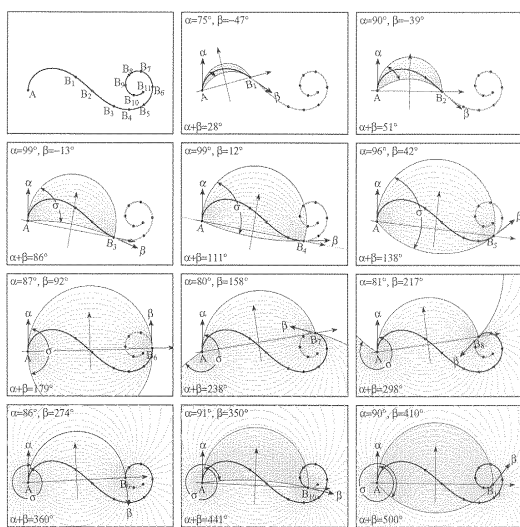 A B₁ B₂ B₃ B₄ B₅ B₆ B₇ B₈ B₉ B₁₀ B₁₁
α=75°, β=−47°
α A B₁ β
α+β=28°
α=90°, β=−39°
α A B₂ β
α+β=51°
α=99°, β=−13°
α σ A B₃ β
α+β=86°
α=99°, β=12°
α σ A B₄ β
α+β=111°
α=96°, β=42°
α σ A B₅ β
α+β=138°
α=87°, β=92°
α β A σ B₆
α+β=179°
α=80°, β=158°
α β A σ B₇
α+β=238°
α=81°, β=217°
α A σ β B₈
α+β=298°
α=86°, β=274°
α A σ B₉ β
α+β=360°
α=91°, β=350°
α A σ B₁₀ β
α+β=441°
α=90°, β=410°
α A σ B₁₁ β
α+β=500°